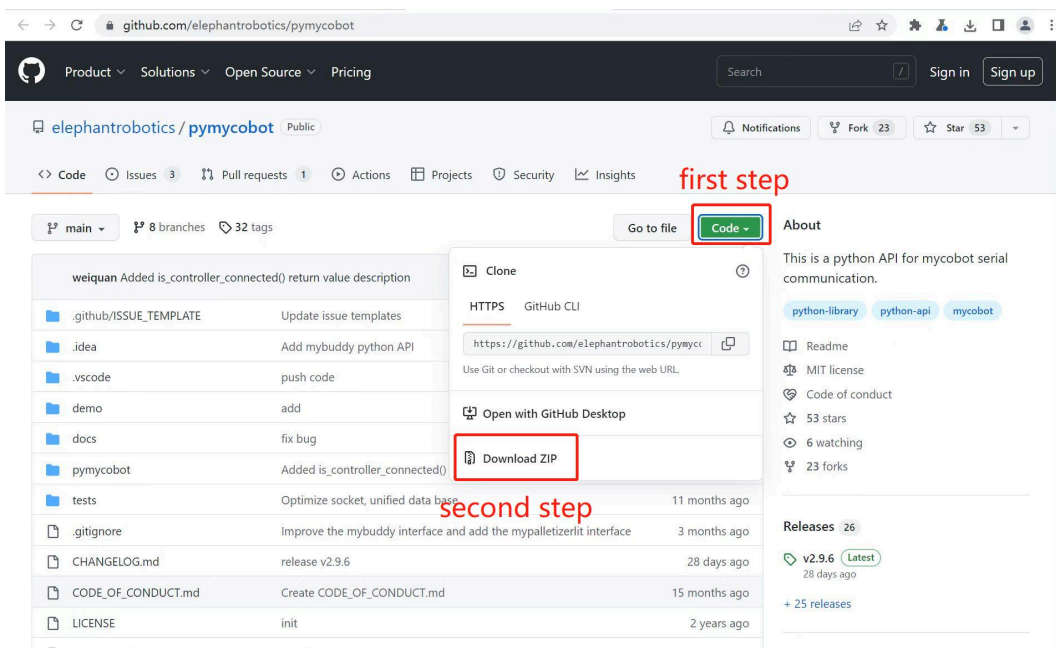 github.com/elephantrobotics/pymycobot
Product Solutions Open Source Pricing Search / Sign in Sign up
elephantrobotics / pymycobot Public Notifications Fork 23 Star 53
Code Issues 3 Pull requests 1 Actions Projects Security Insights
first step
main 8 branches 32 tags Go to file Code
weiquan Added is_controller_connected() return value description
.github/ISSUE_TEMPLATE Update issue templates
.idea Add mybuddy python API
.vscode push code
demo add
docs fix bug
pymycobot Added is_controller_connected()
tests Optimize socket, unified data base 11 months ago
.gitignore Improve the mybuddy interface and add the mypalletizerlit interface 3 months ago
CHANGELOG.md release v2.9.6 28 days ago
CODE_OF_CONDUCT.md Create CODE_OF_CONDUCT.md 15 months ago
LICENSE init 2 years ago
Clone
HTTPS GitHub CLI
https://github.com/elephantrobotics/pymyco
Use Git or checkout with SVN using the web URL.
Open with GitHub Desktop
Download ZIP
second step
About
This is a python API for mycobot serial
communication.
python-library python-api mycobot
Readme
MIT license
Code of conduct
53 stars
6 watching
23 forks
Releases 26
v2.9.6 Latest
28 days ago
+ 25 releases